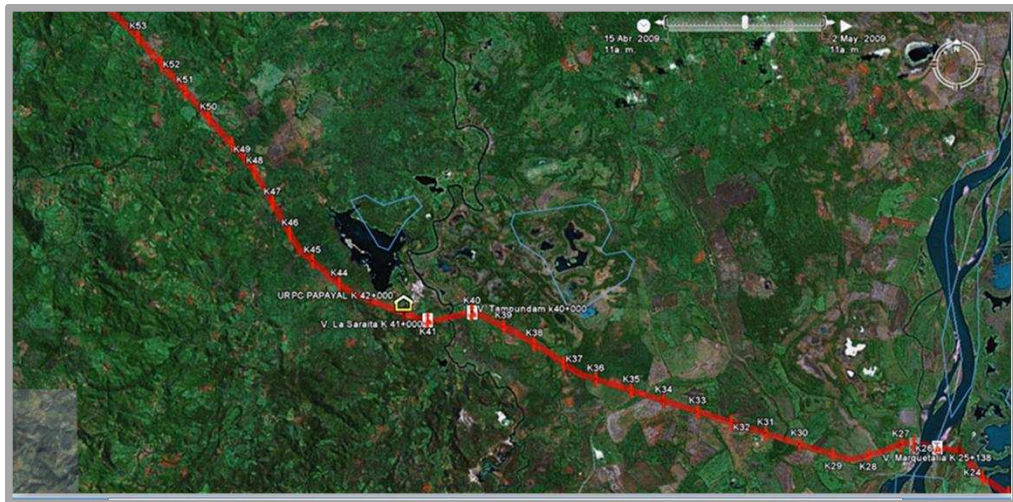 K53
15 Abr. 2009
11a. m.
2 May. 2009
11a. m.
N
K52
K51
K50
K49
K48
K47
K46
K45
K44
URPC PAPAYAL K 42+000
K40
V. Tampundam k40+000
V. La Saraita K 41+000
K41
K39
K38
K37
K36
K35
K34
K33
K32
K31
K30
K29
K28
K27
K26
V. Marquetalia K 25+138
K24